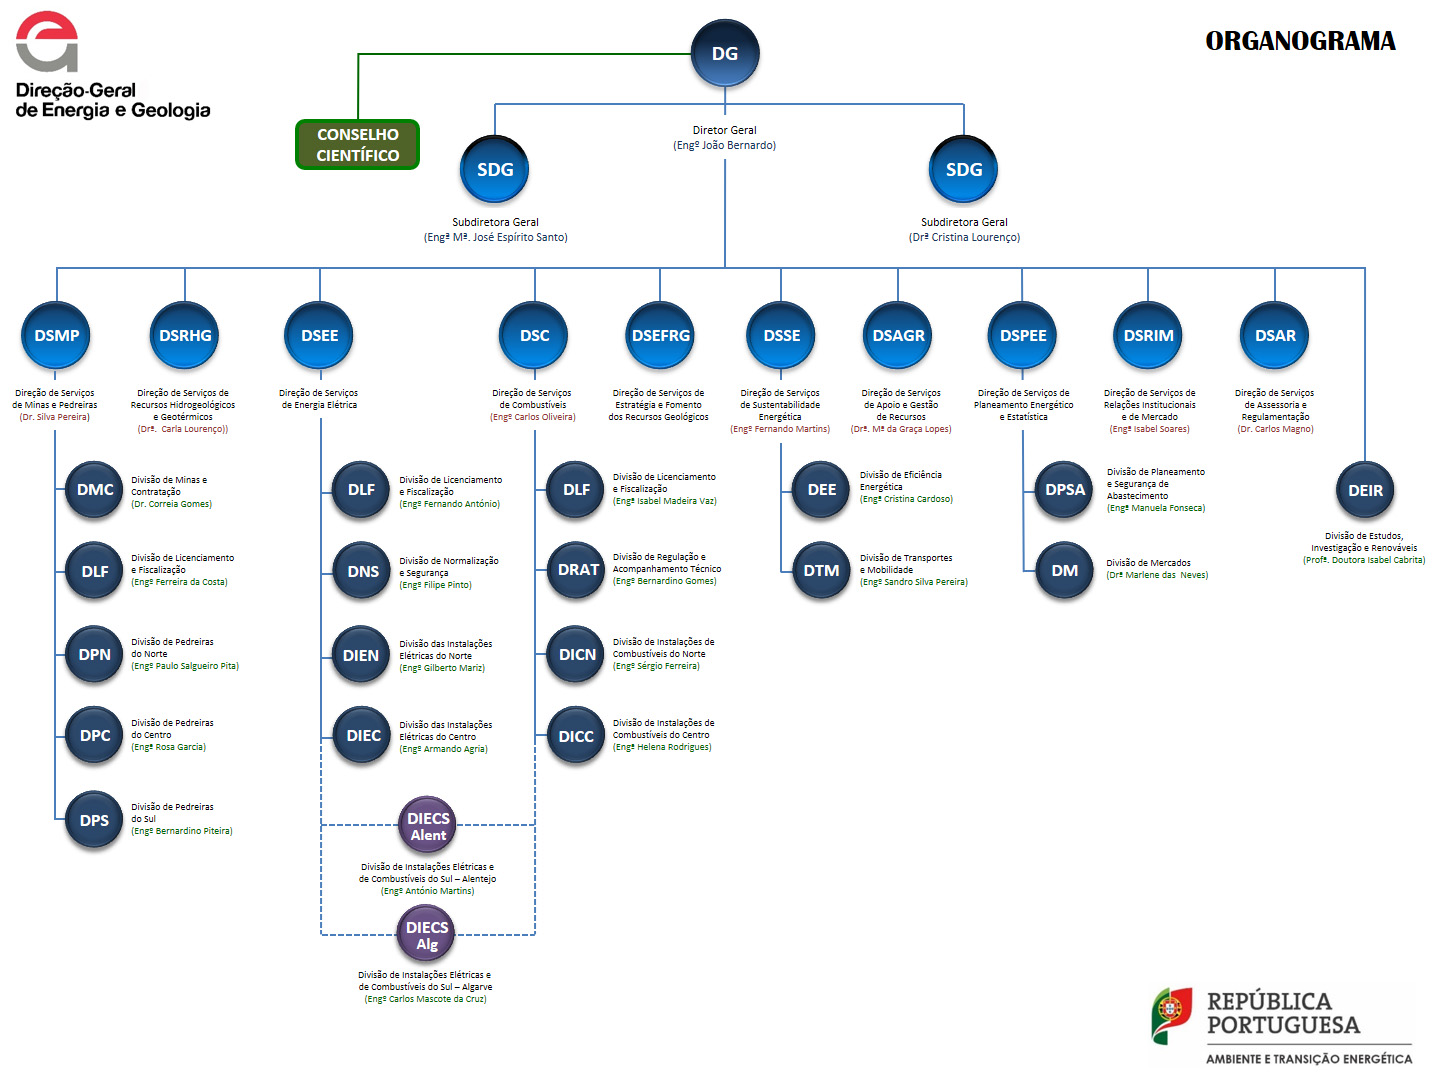 Direção-Geral
de Energia e Geologia
ORGANOGRAMA
DG
CONSELHO
CIENTÍFICO
Diretor Geral
(Engº João Bernardo)
SDG
Subdiretora Geral
(Engª Mª. José Espírito Santo)
SDG
Subdiretora Geral
(Drª Cristina Lourenço)
DSMP
Direção de Serviços
de Minas e Pedreiras
(Dr. Silva Pereira)
DSRHG
Direção de Serviços de
Recursos Hidrogeológicos
e Geotérmicos
(Drª. Carla Lourenço))
DSEE
Direção de Serviços
de Energia Elétrica
DSC
Direção de Serviços
de Combustíveis
(Engº Carlos Oliveira)
DSEFRG
Direção de Serviços de
Estratégia e Fomento
dos Recursos Geológicos
DSSE
Direção de Serviços
de Sustentabilidade
Energética
(Engº Fernando Martins)
DSAGR
Direção de Serviços
de Apoio e Gestão
de Recursos
(Drª. Mª da Graça Lopes)
DSPEE
Direção de Serviços de
Planeamento Energético
e Estatística
DSRIM
Direção de Serviços de
Relações Institucionais
e de Mercado
(Engª Isabel Soares)
DSAR
Direção de Serviços
de Assessoria e
Regulamentação
(Dr. Carlos Magno)
DMC
Divisão de Minas e
Contratação
(Dr. Correia Gomes)
DLF
Divisão de Licenciamento
e Fiscalização
(Engº Ferreira da Costa)
DPN
Divisão de Pedreiras
do Norte
(Engº Paulo Salgueiro Pita)
DPC
Divisão de Pedreiras
do Centro
(Engª Rosa Garcia)
DPS
Divisão de Pedreiras
do Sul
(Engº Bernardino Piteira)
DLF
Divisão de Licenciamento
e Fiscalização
(Engº Fernando António)
DNS
Divisão de Normalização
e Segurança
(Engº Filipe Pinto)
DIEN
Divisão das Instalações
Elétricas do Norte
(Engº Gilberto Mariz)
DIEC
Divisão das Instalações
Elétricas do Centro
(Engº Armando Agria)
DLF
Divisão de Licenciamento
e Fiscalização
(Engª Isabel Madeira Vaz)
DRAT
Divisão de Regulação e
Acompanhamento Técnico
(Engº Bernardino Gomes)
DICN
Divisão de Instalações de
Combustíveis do Norte
(Engº Sérgio Ferreira)
DICC
Divisão de Instalações de
Combustíveis do Centro
(Engª Helena Rodrigues)
DIECS
Alent
Divisão de Instalações Elétricas e
de Combustíveis do Sul – Alentejo
(Engº António Martins)
DIECS
Alg
Divisão de Instalações Elétricas e
de Combustíveis do Sul – Algarve
(Engº Carlos Mascote da Cruz)
DEE
Divisão de Eficiência
Energética
(Engª Cristina Cardoso)
DTM
Divisão de Transportes
e Mobilidade
(Engº Sandro Silva Pereira)
DPSA
Divisão de Planeamento
e Segurança de
Abastecimento
(Engª Manuela Fonseca)
DM
Divisão de Mercados
(Drª Marlene das Neves)
DEIR
Divisão de Estudos,
Investigação e Renováveis
(Profª. Doutora Isabel Cabrita)
REPÚBLICA
PORTUGUESA
AMBIENTE E TRANSIÇÃO ENERGÉTICA